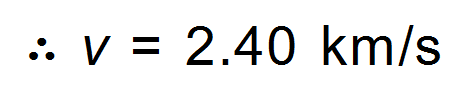 ∴ v = 2.40 km/s